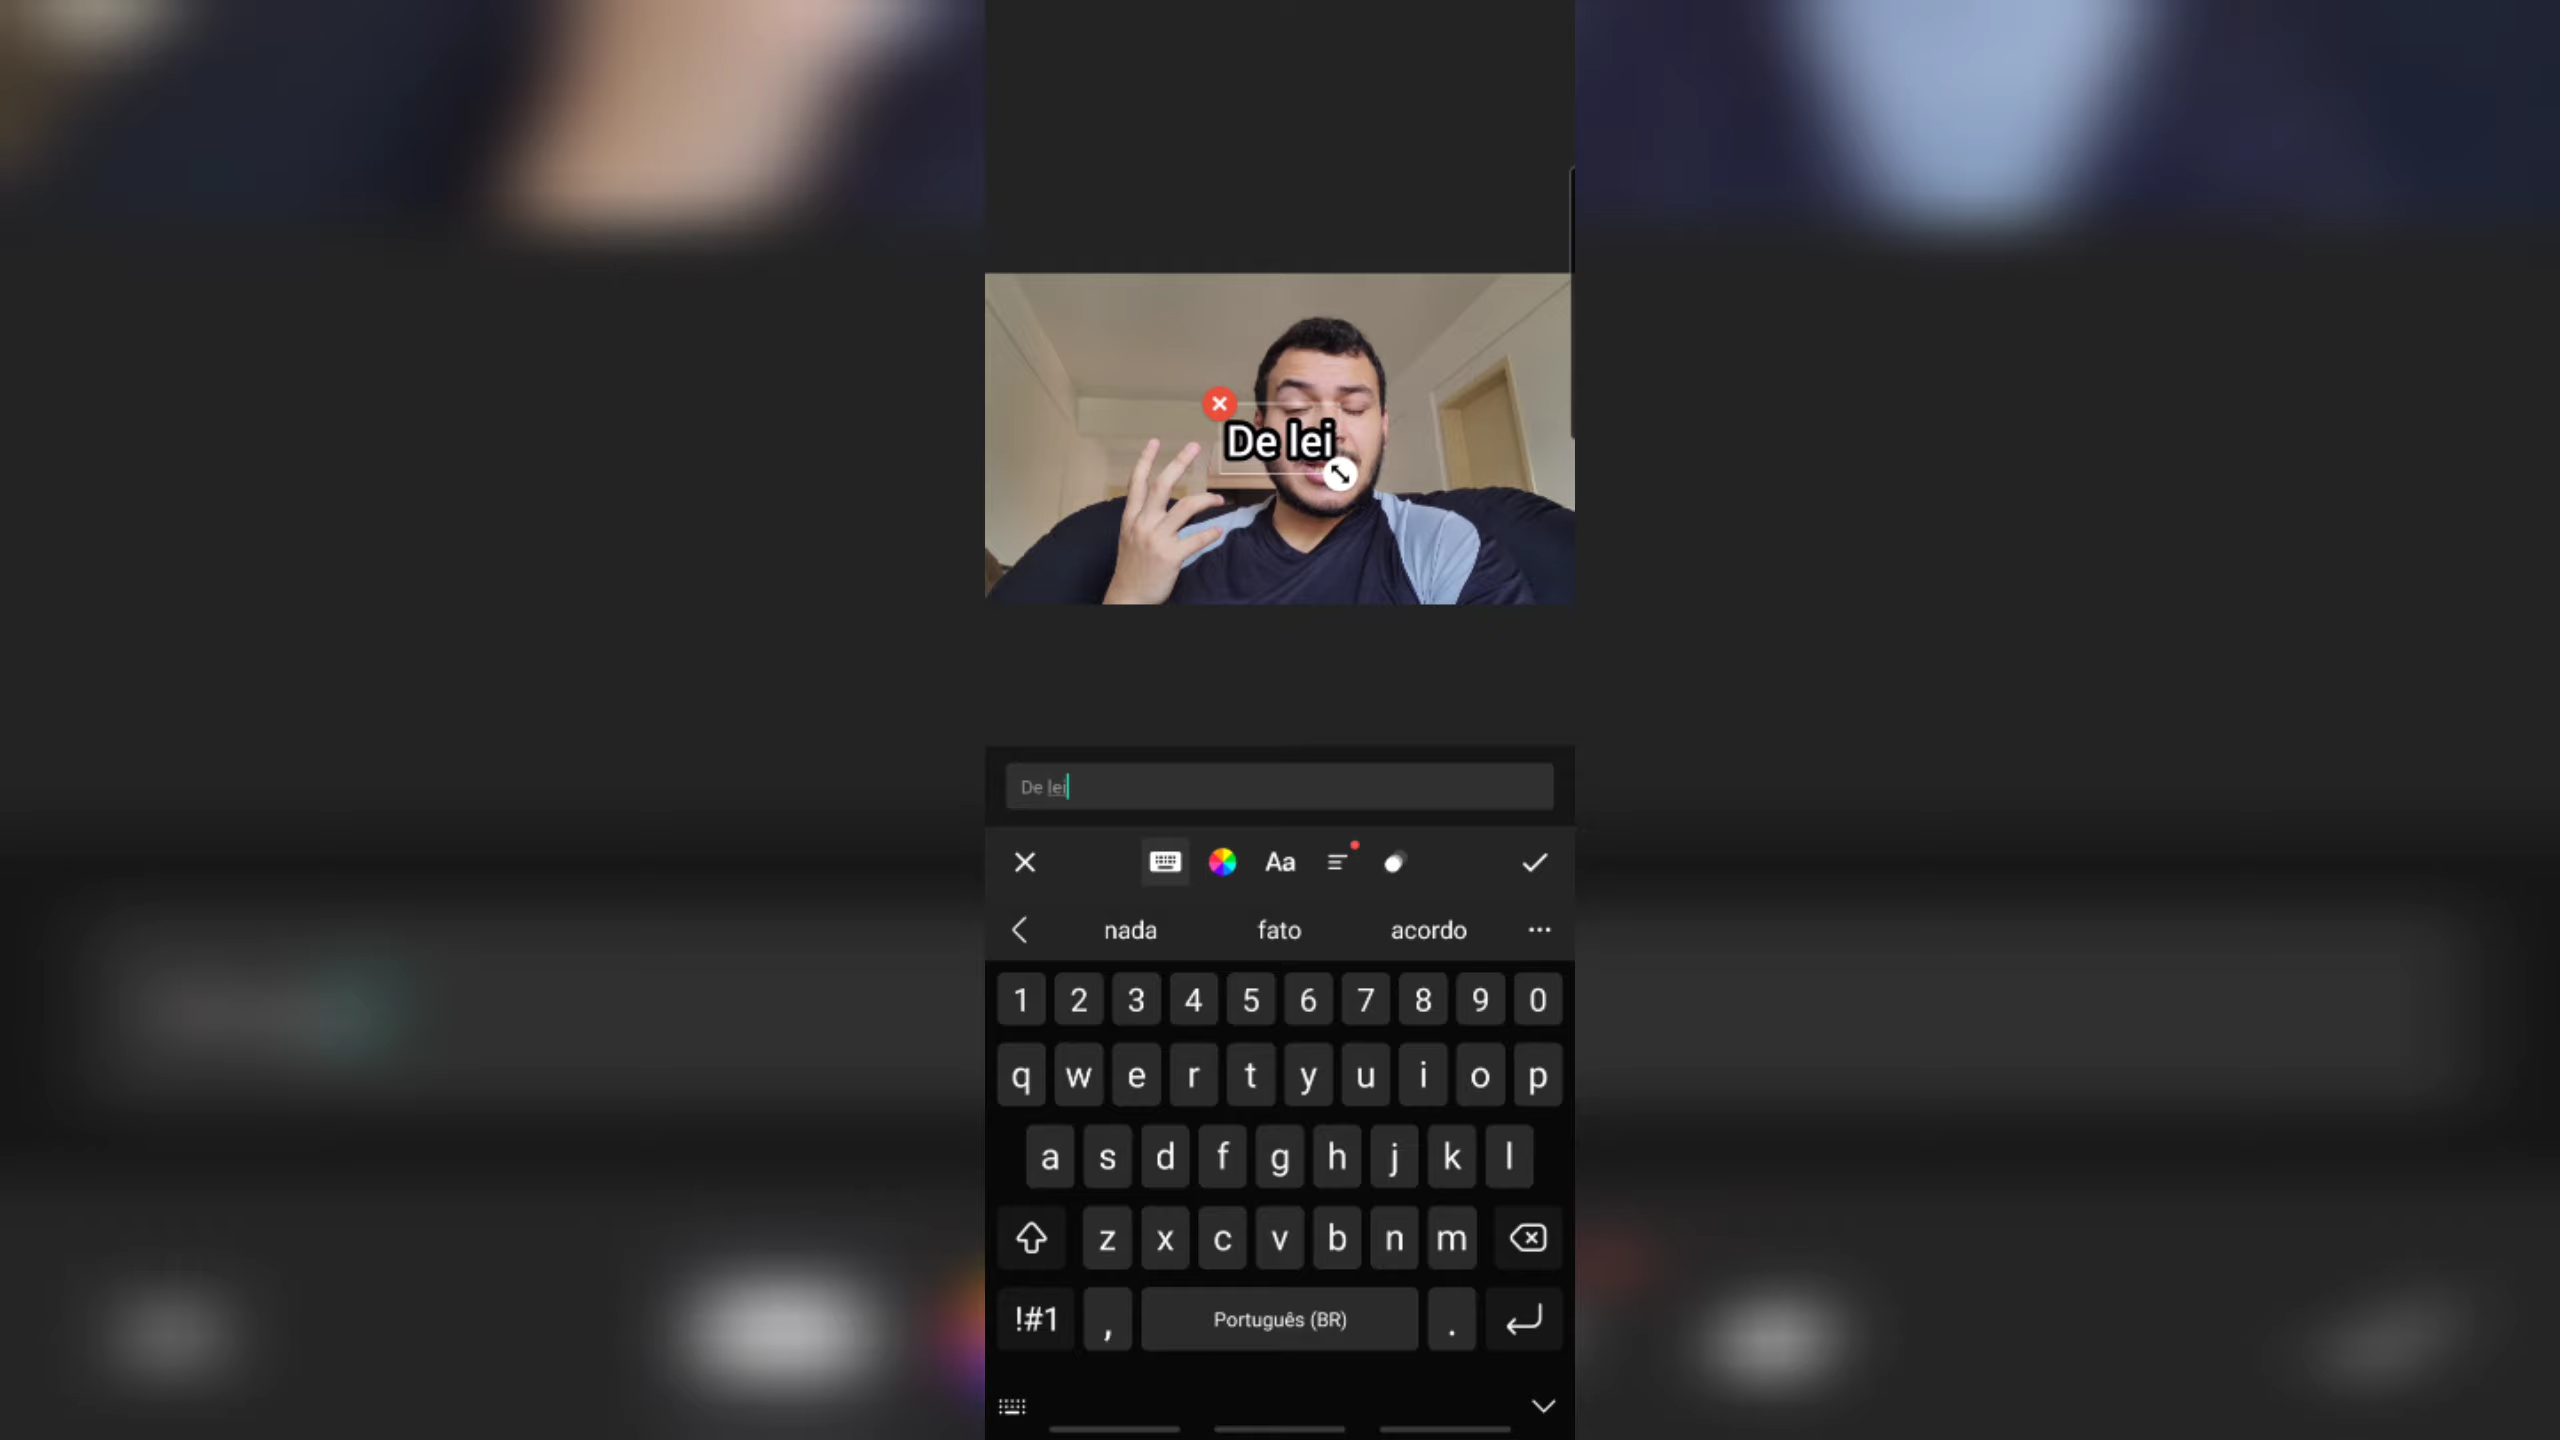 De lei
De lei
Aa
nada fato acordo ...
1 2 3 4 5 6 7 8 9 0
q w e r t y u i o p
a s d f g h j k l
z x c v b n m
!#1 , Português (BR) .